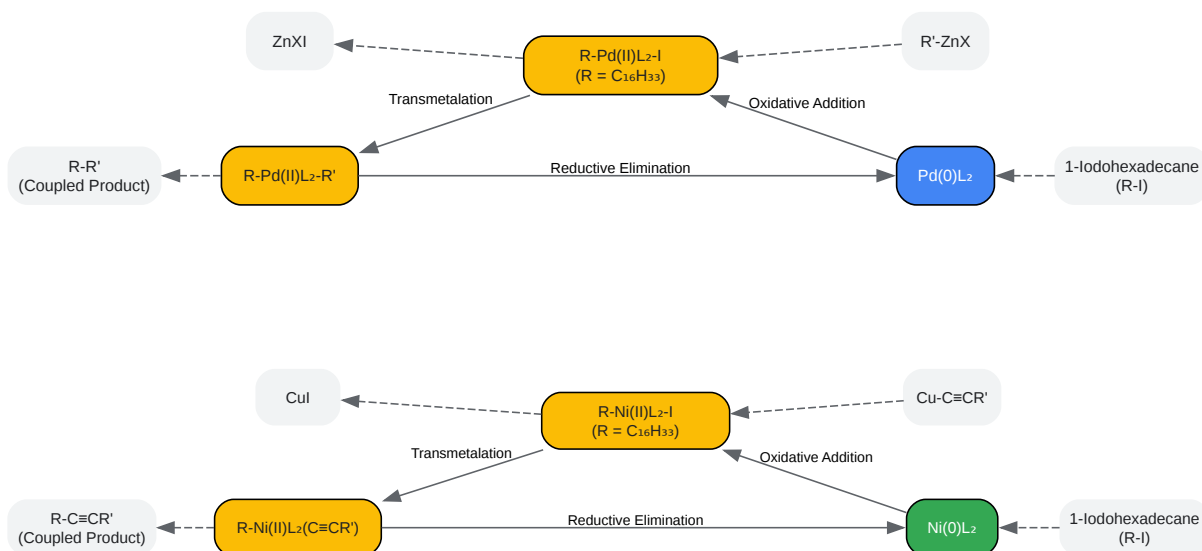 ZnXI
R-Pd(II)L₂-I
(R = C₁₆H₃₃)
R'-ZnX
Transmetalation
Oxidative Addition
R-R'
(Coupled Product)
R-Pd(II)L₂-R'
Reductive Elimination
Pd(0)L₂
1-Iodohexadecane
(R-I)
CuI
R-Ni(II)L₂-I
(R = C₁₆H₃₃)
Cu-C≡CR'
Transmetalation
Oxidative Addition
R-C≡CR'
(Coupled Product)
R-Ni(II)L₂(C≡CR')
Reductive Elimination
Ni(0)L₂
1-Iodohexadecane
(R-I)